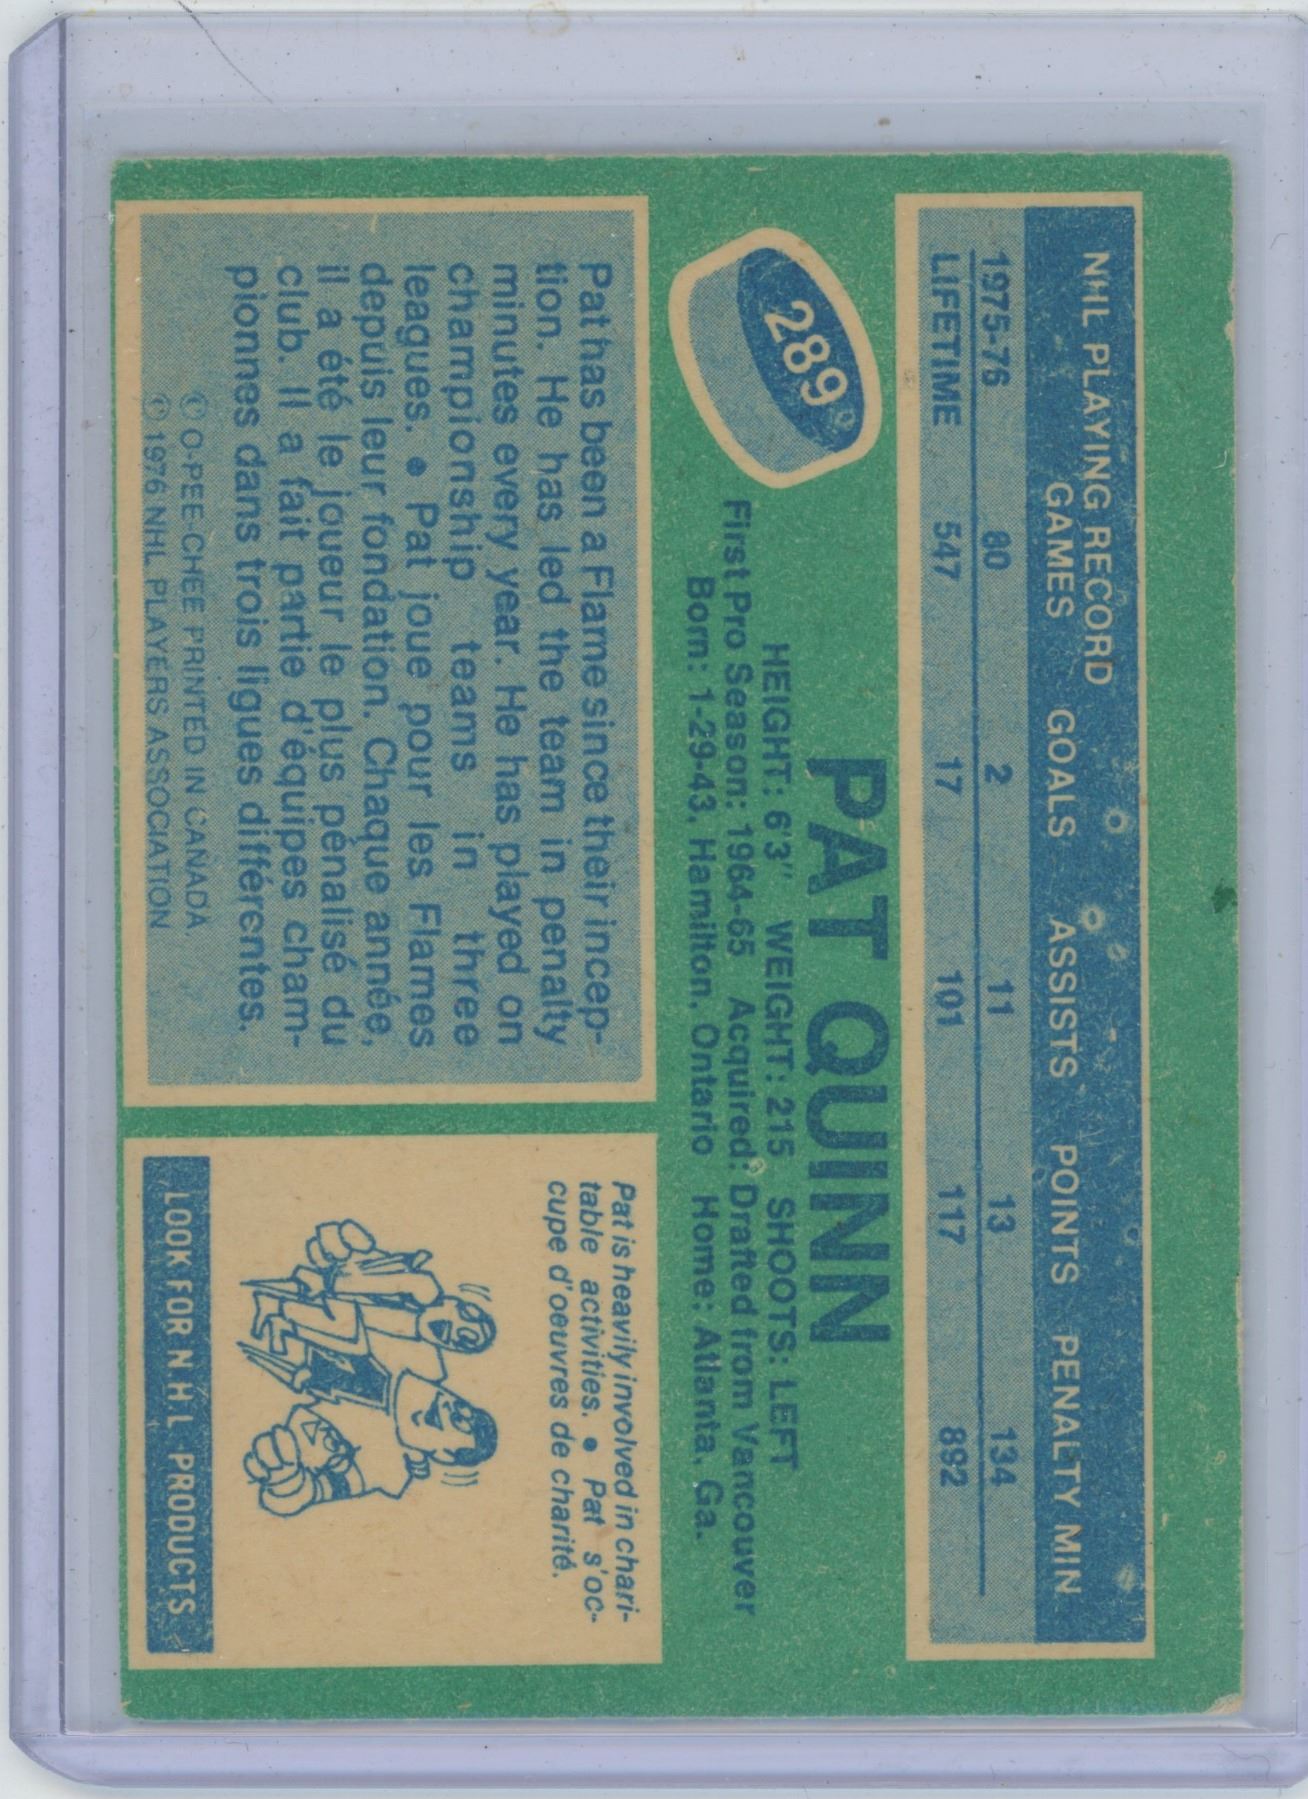 NHL PLAYING RECORD
GAMES GOALS ASSISTS POINTS PENALTY MIN.
1975-76 80 2 11 13 134
LIFETIME 547 17 101 117 892
289
PAT QUINN
HEIGHT: 6'3" WEIGHT: 215 SHOOTS: LEFT
First Pro Season: 1964-65 Acquired: Drafted from Vancouver
Born: 1-29-43, Hamilton, Ontario Home: Atlanta, Ga.
Pat has been a Flame since their incep-
tion. He has led the team in penalty
minutes every year. He has played on
championship teams in three
leagues. • Pat joue pour les Flames
depuis leur fondation. Chaque année,
il a été le joueur le plus pénalisé du
club. Il a fait partie d'équipes cham-
pionnes dans trois ligues différentes.
© O-PEE-CHEE PRINTED IN CANADA
© 1976 NHL PLAYERS ASSOCIATION
Pat is heavily involved in chari-
table activities. • Pat s'oc-
cupe d'oeuvres de charité.
LOOK FOR N.H.L PRODUCTS